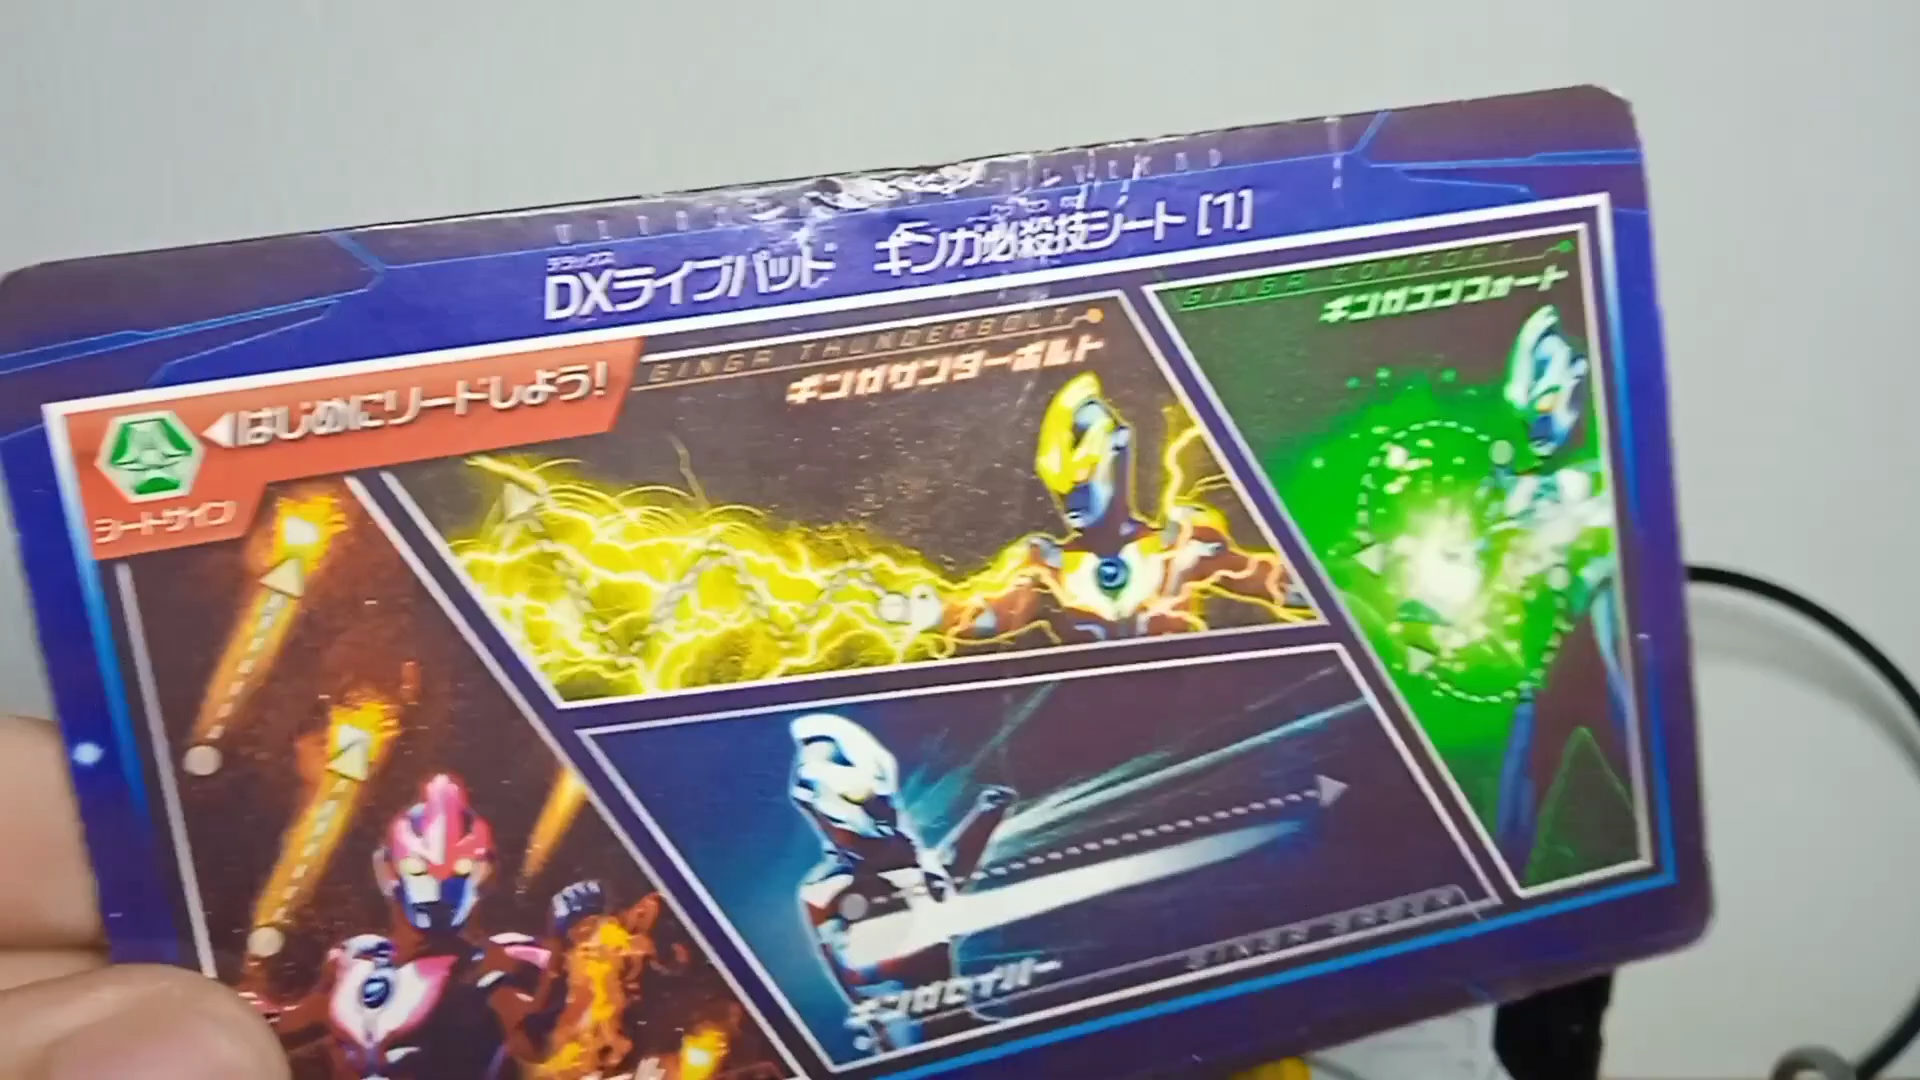 デラックス
DXライブパッド ギンガ必殺技シート [1]
はじめにリードしよう!
シートサイン
GINGA THUNDERBOLT
ギンガサンダーボルト
GINGA COMFORT
ギンガコンフォート
ギンガセイバー